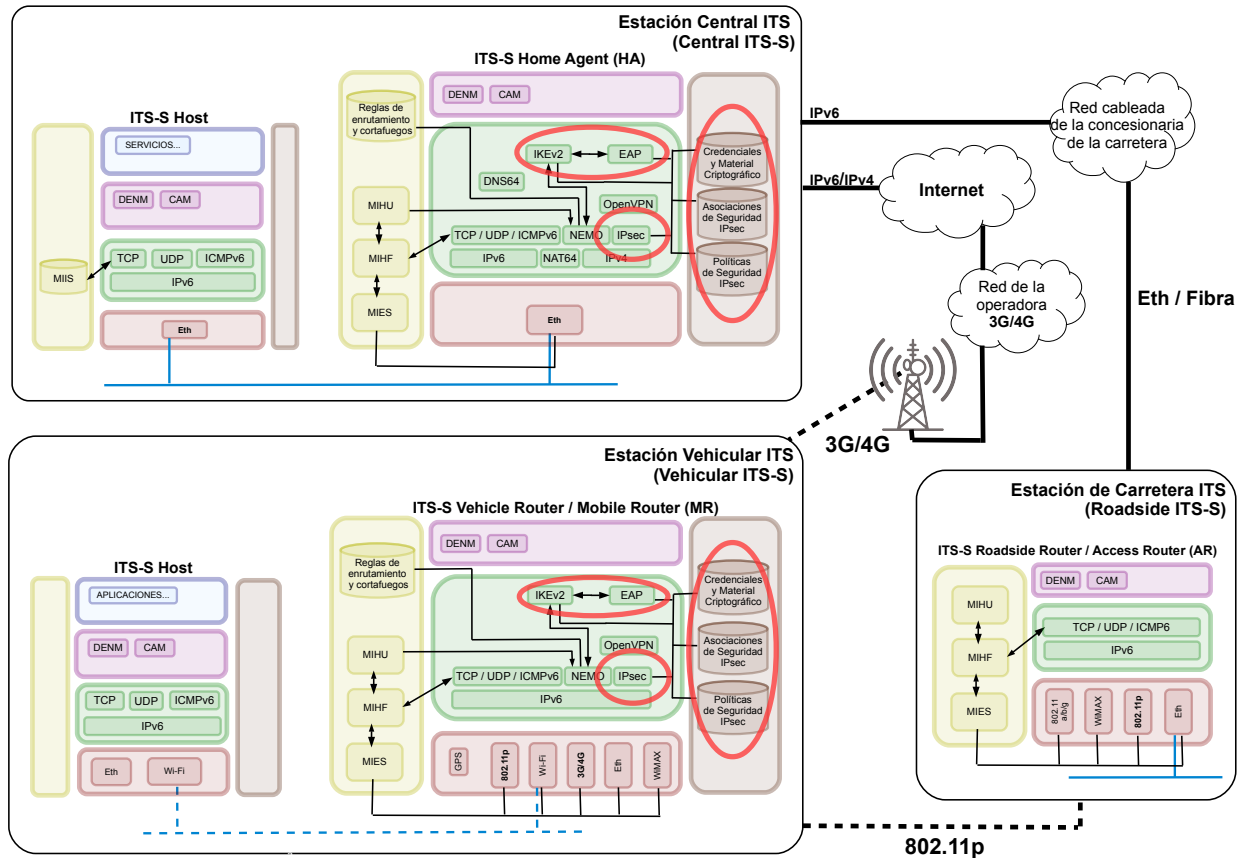 Estación Central ITS
(Central ITS-S)
ITS-S Home Agent (HA)
ITS-S Host
SERVICIOS...
DENM
CAM
TCP
UDP
ICMPv6
IPv6
MIIS
Eth
Reglas de
enrutamiento
y cortafuegos
MIHU
MIHF
MIES
DENM
CAM
IKEv2
EAP
DNS64
OpenVPN
TCP / UDP / ICMPv6
NEMO
IPsec
IPv6
NAT64
IPv4
Eth
Credenciales
y Material
Criptográfico
Asociaciones
de Seguridad
IPsec
Políticas
de Seguridad
IPsec
IPv6
IPv6/IPv4
Red cableada
de la concesionaria
de la carretera
Internet
Red de la
operadora
3G/4G
Eth / Fibra
3G/4G
Estación Vehicular ITS
(Vehicular ITS-S)
ITS-S Vehicle Router / Mobile Router (MR)
ITS-S Host
APLICACIONES...
DENM
CAM
TCP
UDP
ICMPv6
IPv6
Eth
Wi-Fi
Reglas de
enrutamiento
y cortafuegos
MIHU
MIHF
MIES
DENM
CAM
IKEv2
EAP
OpenVPN
TCP / UDP / ICMPv6
NEMO
IPsec
IPv6
GPS
802.11p
Wi-Fi
3G/4G
Eth
WiMAX
Credenciales
y Material
Criptográfico
Asociaciones
de Seguridad
IPsec
Políticas
de Seguridad
IPsec
Estación de Carretera ITS
(Roadside ITS-S)
ITS-S Roadside Router / Access Router (AR)
MIHU
MIHF
MIES
DENM
CAM
TCP / UDP / ICMP6
IPv6
802.11
a/b/g
WiMAX
802.11p
Eth
802.11p